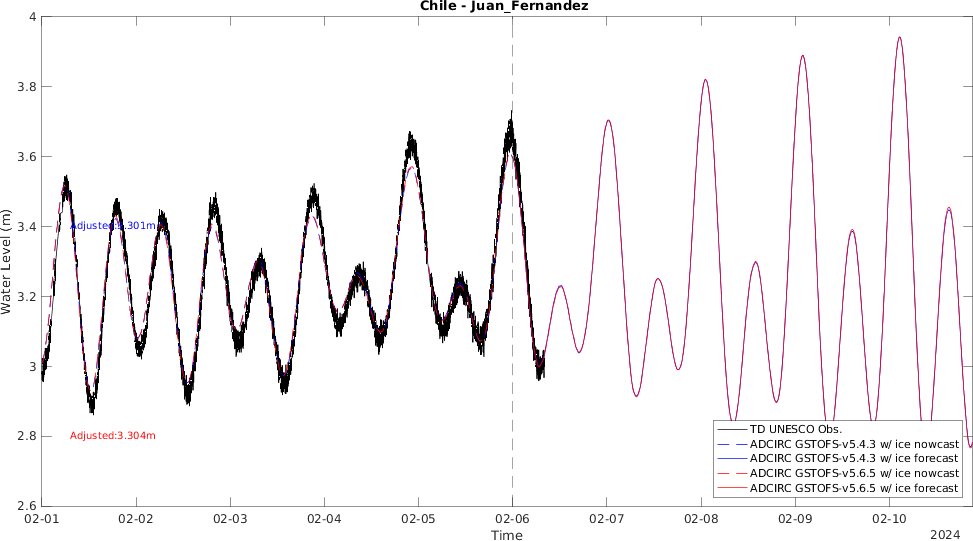 Chile - Juan_Fernandez
4
3.8
3.6
3.4
3.2
3
2.8
2.6
Water Level (m)
Adjusted:3.301m
Adjusted:3.304m
TD UNESCO Obs.
ADCIRC GSTOFS-v5.4.3 w/ ice nowcast
ADCIRC GSTOFS-v5.4.3 w/ ice forecast
ADCIRC GSTOFS-v5.6.5 w/ ice nowcast
ADCIRC GSTOFS-v5.6.5 w/ ice forecast
02-01 02-02 02-03 02-04 02-05 02-06 02-07 02-08 02-09 02-10
Time
2024